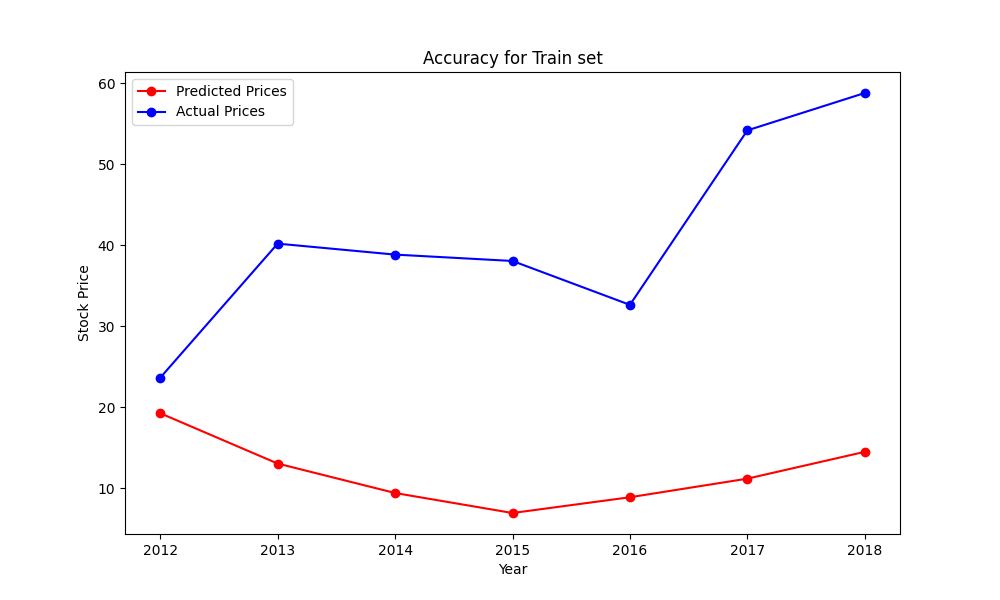 Accuracy for Train set
Predicted Prices
Actual Prices
60
50
40
30
20
10
Stock Price
2012 2013 2014 2015 2016 2017 2018
Year